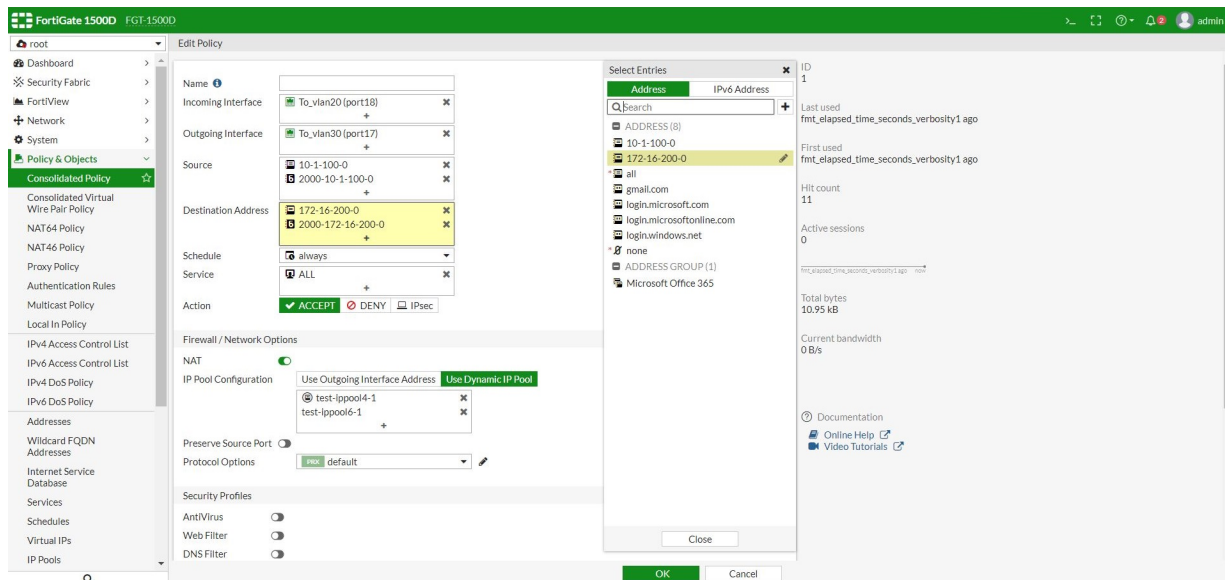 FortiGate 1500D FGT-1500D
2 admin
root
Dashboard
Security Fabric
FortiView
Network
System
Policy & Objects
Consolidated Policy
Consolidated Virtual
Wire Pair Policy
NAT64 Policy
NAT46 Policy
Proxy Policy
Authentication Rules
Multicast Policy
Local In Policy
IPv4 Access Control List
IPv6 Access Control List
IPv4 DoS Policy
IPv6 DoS Policy
Addresses
Wildcard FQDN
Addresses
Internet Service
Database
Services
Schedules
Virtual IPs
IP Pools
Edit Policy
Name
Incoming Interface To_vlan20 (port18)
+
Outgoing Interface To_vlan30 (port17)
+
Source 10-1-100-0
2000-10-1-100-0
+
Destination Address 172-16-200-0
2000-172-16-200-0
+
Schedule always
Service ALL
+
Action ACCEPT DENY IPsec
Firewall / Network Options
NAT
IP Pool Configuration Use Outgoing Interface Address Use Dynamic IP Pool
test-ippool4-1
test-ippool6-1
+
Preserve Source Port
Protocol Options PRX default
Security Profiles
AntiVirus
Web Filter
DNS Filter
Select Entries
Address IPv6 Address
Search +
ADDRESS (8)
10-1-100-0
172-16-200-0
* all
gmail.com
login.microsoft.com
login.microsoftonline.com
login.windows.net
* none
ADDRESS GROUP (1)
Microsoft Office 365
Close
OK Cancel
ID
1
Last used
fmt_elapsed_time_seconds_verbosity1 ago
First used
fmt_elapsed_time_seconds_verbosity1 ago
Hit count
11
Active sessions
0
fmt_elapsed_time_seconds_verbosity1 ago now
Total bytes
10.95 kB
Current bandwidth
0 B/s
Documentation
Online Help
Video Tutorials